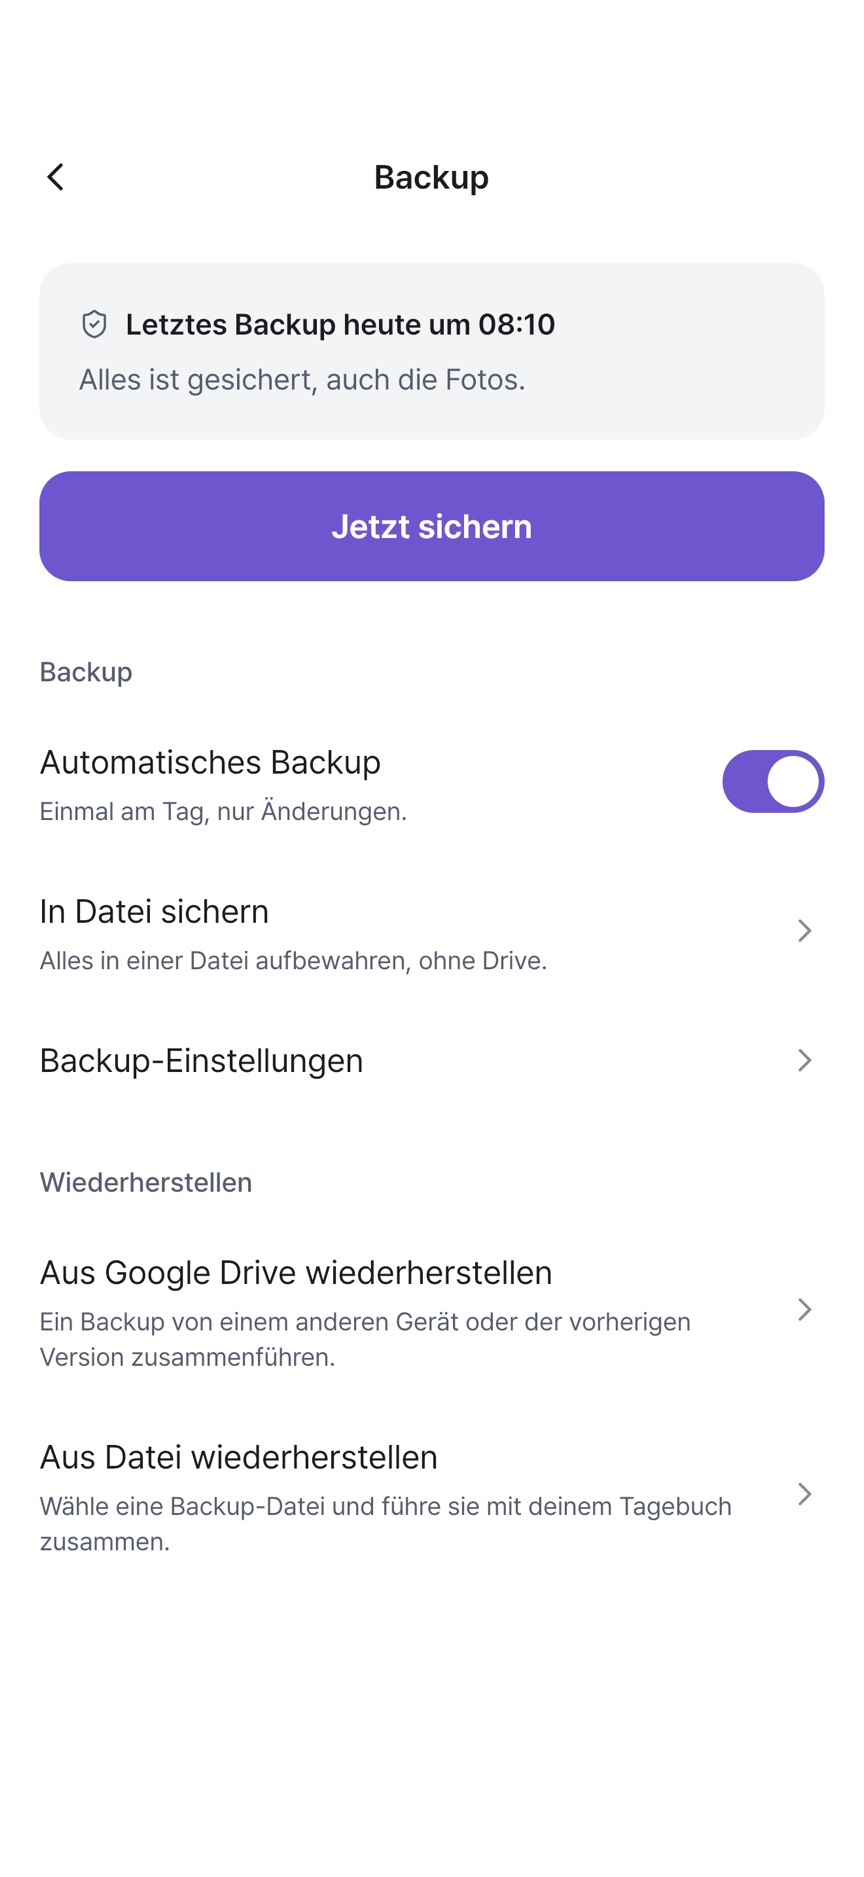 Backup
Letztes Backup heute um 08:10
Alles ist gesichert, auch die Fotos.
Jetzt sichern
Backup
Automatisches Backup
Einmal am Tag, nur Änderungen.
In Datei sichern
Alles in einer Datei aufbewahren, ohne Drive.
Backup-Einstellungen
Wiederherstellen
Aus Google Drive wiederherstellen
Ein Backup von einem anderen Gerät oder der vorherigen
Version zusammenführen.
Aus Datei wiederherstellen
Wähle eine Backup-Datei und führe sie mit deinem Tagebuch
zusammen.